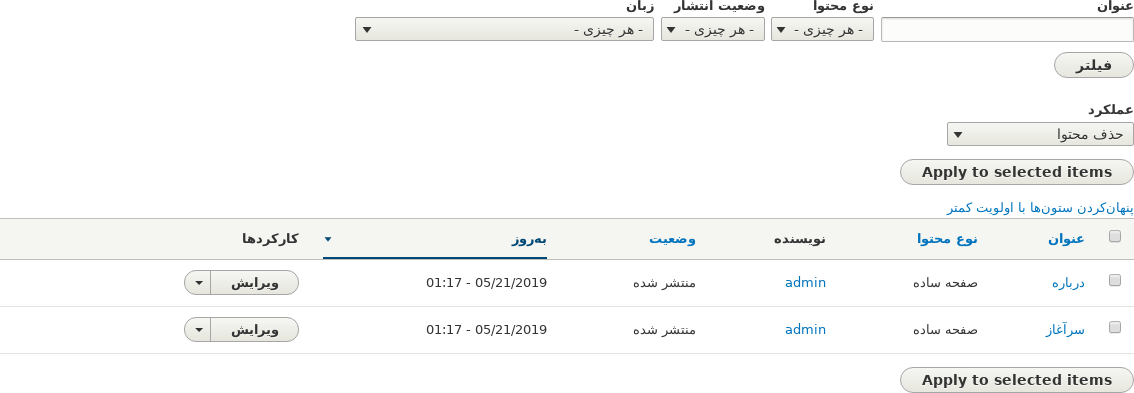 عنوان نوع محتوا وضعیت انتشار زبان
- هر چیزی - - هر چیزی - - هر چیزی -
فیلتر
عملکرد
حذف محتوا
Apply to selected items
پنهان‌کردن ستون‌ها با اولویت کمتر
عنوان نوع محتوا نویسنده وضعیت به‌روز کارکردها
درباره صفحه ساده admin منتشر شده 05/21/2019 - 01:17 ویرایش
سرآغاز صفحه ساده admin منتشر شده 05/21/2019 - 01:17 ویرایش
Apply to selected items